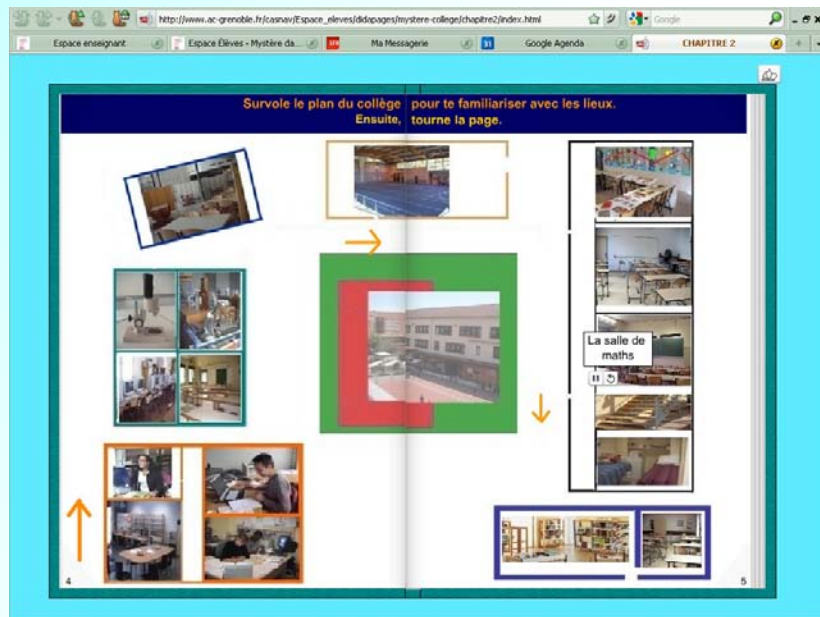 http://www.ac-grenoble.fr/casnav/Espace_eleves/didapages/mystere-college/chapitre2/index.html
Google
Espace enseignant
Espace Élèves - Mystère da...
Ma Messagerie
31
Google Agenda
CHAPITRE 2
Survole le plan du collège pour te familiariser avec les lieux.
Ensuite, tourne la page.
La salle de
maths
4
5